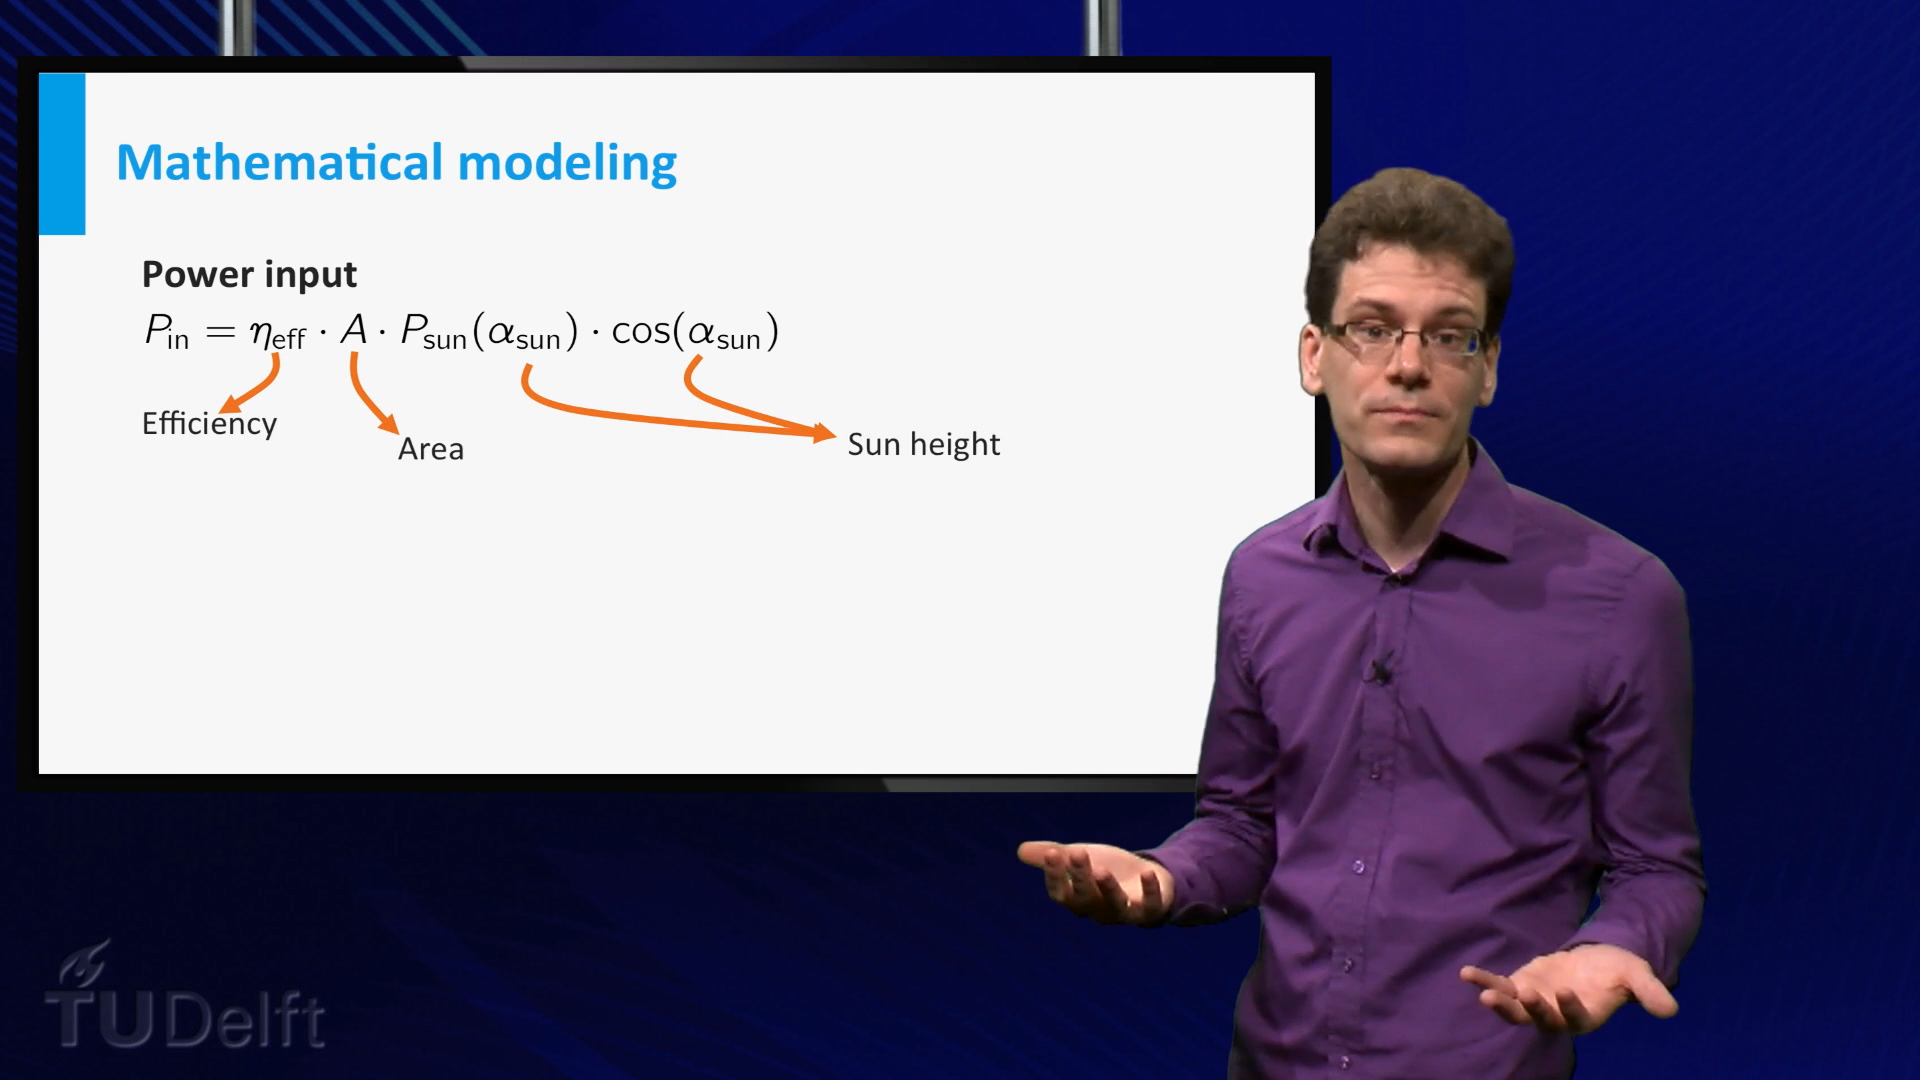 Mathematical modeling
Power input
P_in = η_eff · A · P_sun(α_sun) · cos(α_sun)
Efficiency
Area
Sun height
TUDelft